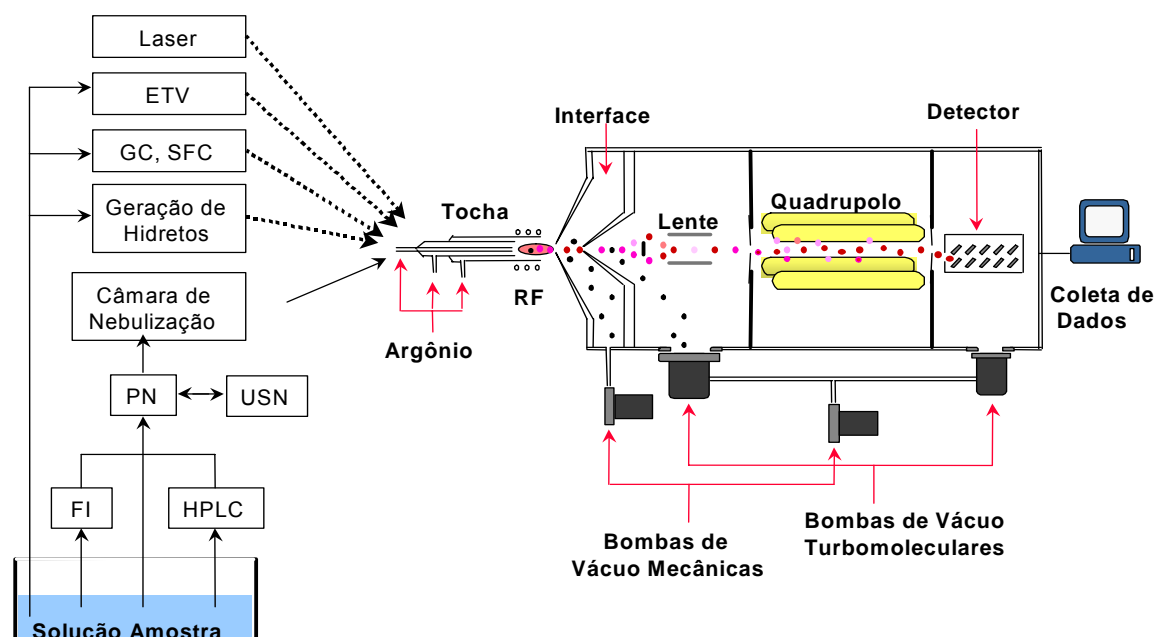 Laser
ETV
GC, SFC
Geração de
Hidretos
Câmara de
Nebulização
PN
USN
FI
HPLC
Solução Amostra
Tocha
RF
Argônio
Interface
Lente
Quadrupolo
Detector
Coleta de
Dados
Bombas de
Vácuo Mecânicas
Bombas de Vácuo
Turbomoleculares